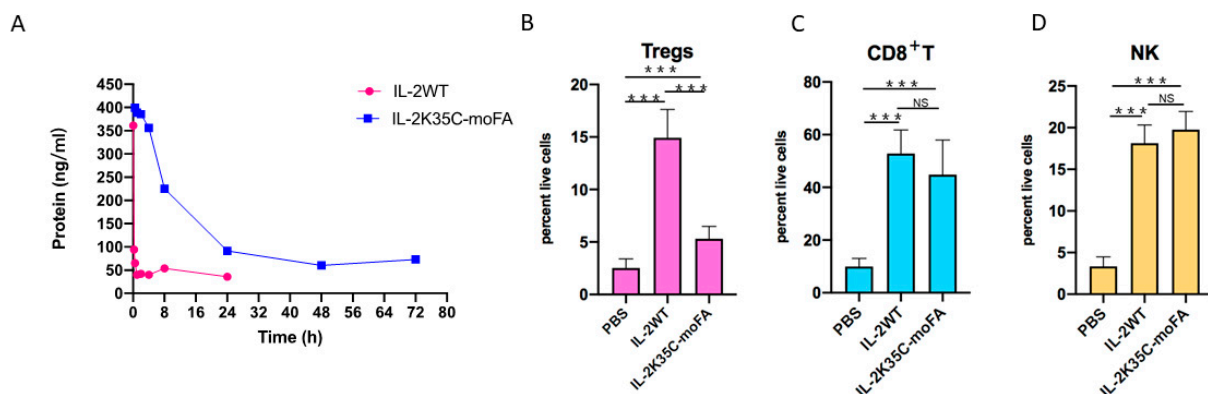 A
Protein (ng/ml)
450
400
350
300
250
200
150
100
50
0
0 8 16 24 32 40 48 56 64 72 80
Time (h)
IL-2WT
IL-2K35C-moFA
B
Tregs
percent live cells
20
15
10
5
0
***
*** ***
PBS
IL-2WT
IL-2K35C-moFA
C
CD8+T
percent live cells
80
60
40
20
0
***
*** NS
PBS
IL-2WT
IL-2K35C-moFA
D
NK
percent live cells
25
20
15
10
5
0
***
*** NS
PBS
IL-2WT
IL-2K35C-moFA